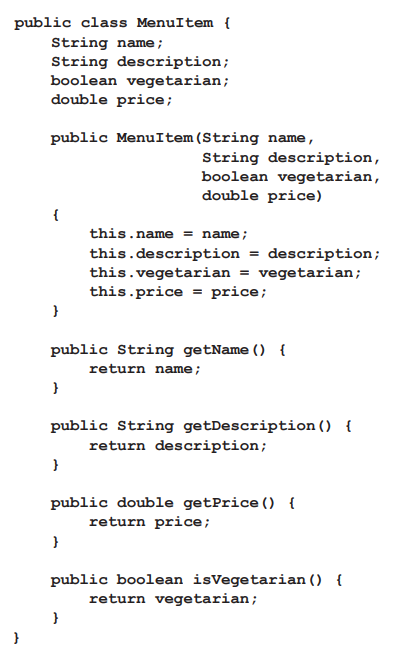 public class MenuItem {
String name;
String description;
boolean vegetarian;
double price;
public MenuItem(String name,
String description,
boolean vegetarian,
double price)
{
this.name = name;
this.description = description;
this.vegetarian = vegetarian;
this.price = price;
}
public String getName() {
return name;
}
public String getDescription() {
return description;
}
public double getPrice() {
return price;
}
public boolean isVegetarian() {
return vegetarian;
}
}